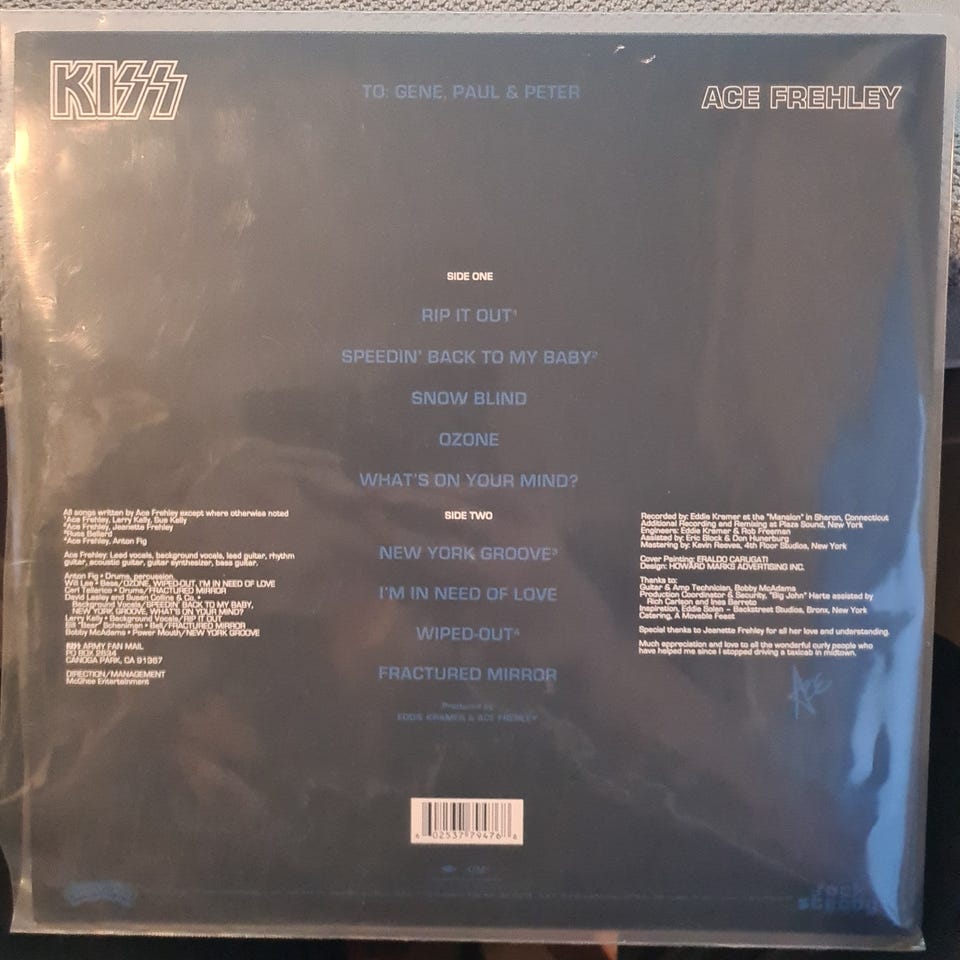 KISS
TO: GENE, PAUL & PETER
ACE FREHLEY
SIDE ONE
RIP IT OUT¹
SPEEDIN' BACK TO MY BABY²
SNOW BLIND
OZONE
WHAT'S ON YOUR MIND?
SIDE TWO
NEW YORK GROOVE³
I'M IN NEED OF LOVE
WIPED-OUT⁴
FRACTURED MIRROR
Produced by
EDDIE KRAMER & ACE FREHLEY
All songs written by Ace Frehley except where otherwise noted
¹Ace Frehley, Larry Kelly, Sue Kelly
²Ace Frehley, Jeanette Frehley
³Russ Ballard
⁴Ace Frehley, Anton Fig
Ace Frehley: Lead vocals, background vocals, lead guitar, rhythm
guitar, acoustic guitar, guitar synthesizer, bass guitar.
Anton Fig • Drums, percussion
Will Lee • Bass/OZONE, WIPED-OUT, I'M IN NEED OF LOVE
Carl Tallarico • Drums/FRACTURED MIRROR
David Lasley and Susan Collins & Co. •
Background Vocals/SPEEDIN' BACK TO MY BABY,
NEW YORK GROOVE, WHAT'S ON YOUR MIND?
Larry Kelly • Background Vocals/RIP IT OUT
Bill "Bear" Scheniman • Bell/FRACTURED MIRROR
Bobby McAdams • Power Mouth/NEW YORK GROOVE
KISS ARMY FAN MAIL
PO BOX 2634
CANOGA PARK, CA 91367
DIRECTION/MANAGEMENT
McGhee Entertainment
Recorded by: Eddie Kramer at the "Mansion" in Sharon, Connecticut
Additional Recording and Remixing at Plaza Sound, New York
Engineers: Eddie Kramer & Rob Freeman
Assisted by: Eric Block & Don Hunerburg
Mastering by: Kevin Reeves, 4th Floor Studios, New York
Cover Painting: ERALDO CARUGATI
Design: HOWARD MARKS ADVERTISING INC.
Thanks to:
Guitar & Amp Technician, Bobby McAdams
Production Coordinator & Security, "Big John" Harte assisted by
Rich Carlson and Ines Barreto
Inspiration, Eddie Solan – Backstreet Studios, Bronx, New York
Catering, A Movable Feast
Special thanks to Jeanette Frehley for all her love and understanding.
Much appreciation and love to all the wonderful curly people who
have helped me since I stopped driving a taxicab in midtown.
Ace
6 02537 79476 6